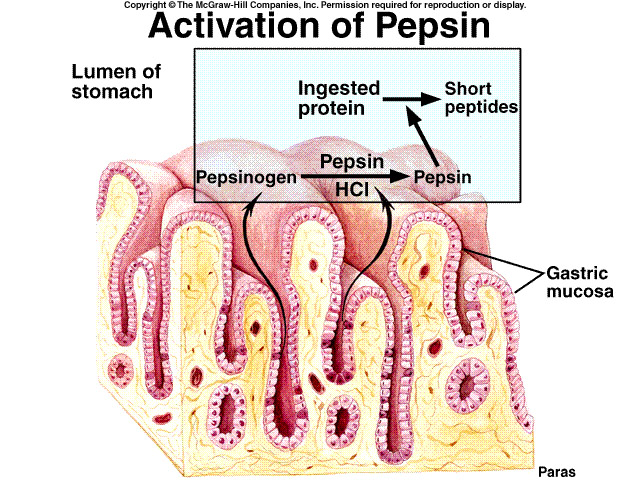 Copyright © The McGraw-Hill Companies, Inc. Permission required for reproduction or display.
Activation of Pepsin
Lumen of
stomach
Ingested
protein
Short
peptides
Pepsinogen
Pepsin
HCl
Pepsin
Gastric
mucosa
Paras